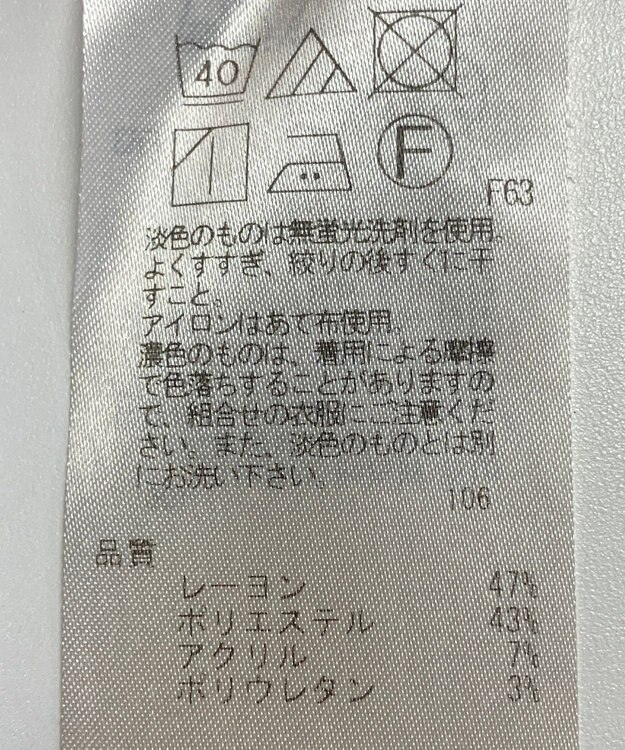 40
F
F63
淡色のものは無蛍光洗剤を使用。
よくすすぎ、絞りの後すぐに干
すこと。
アイロンはあて布使用。
濃色のものは、着用による摩擦
で色落ちすることがありますの
で、組合せの衣服にご注意くだ
さい。また、淡色のものとは別
にお洗い下さい。
106
品質
レーヨン 47%
ポリエステル 43%
アクリル 7%
ポリウレタン 3%